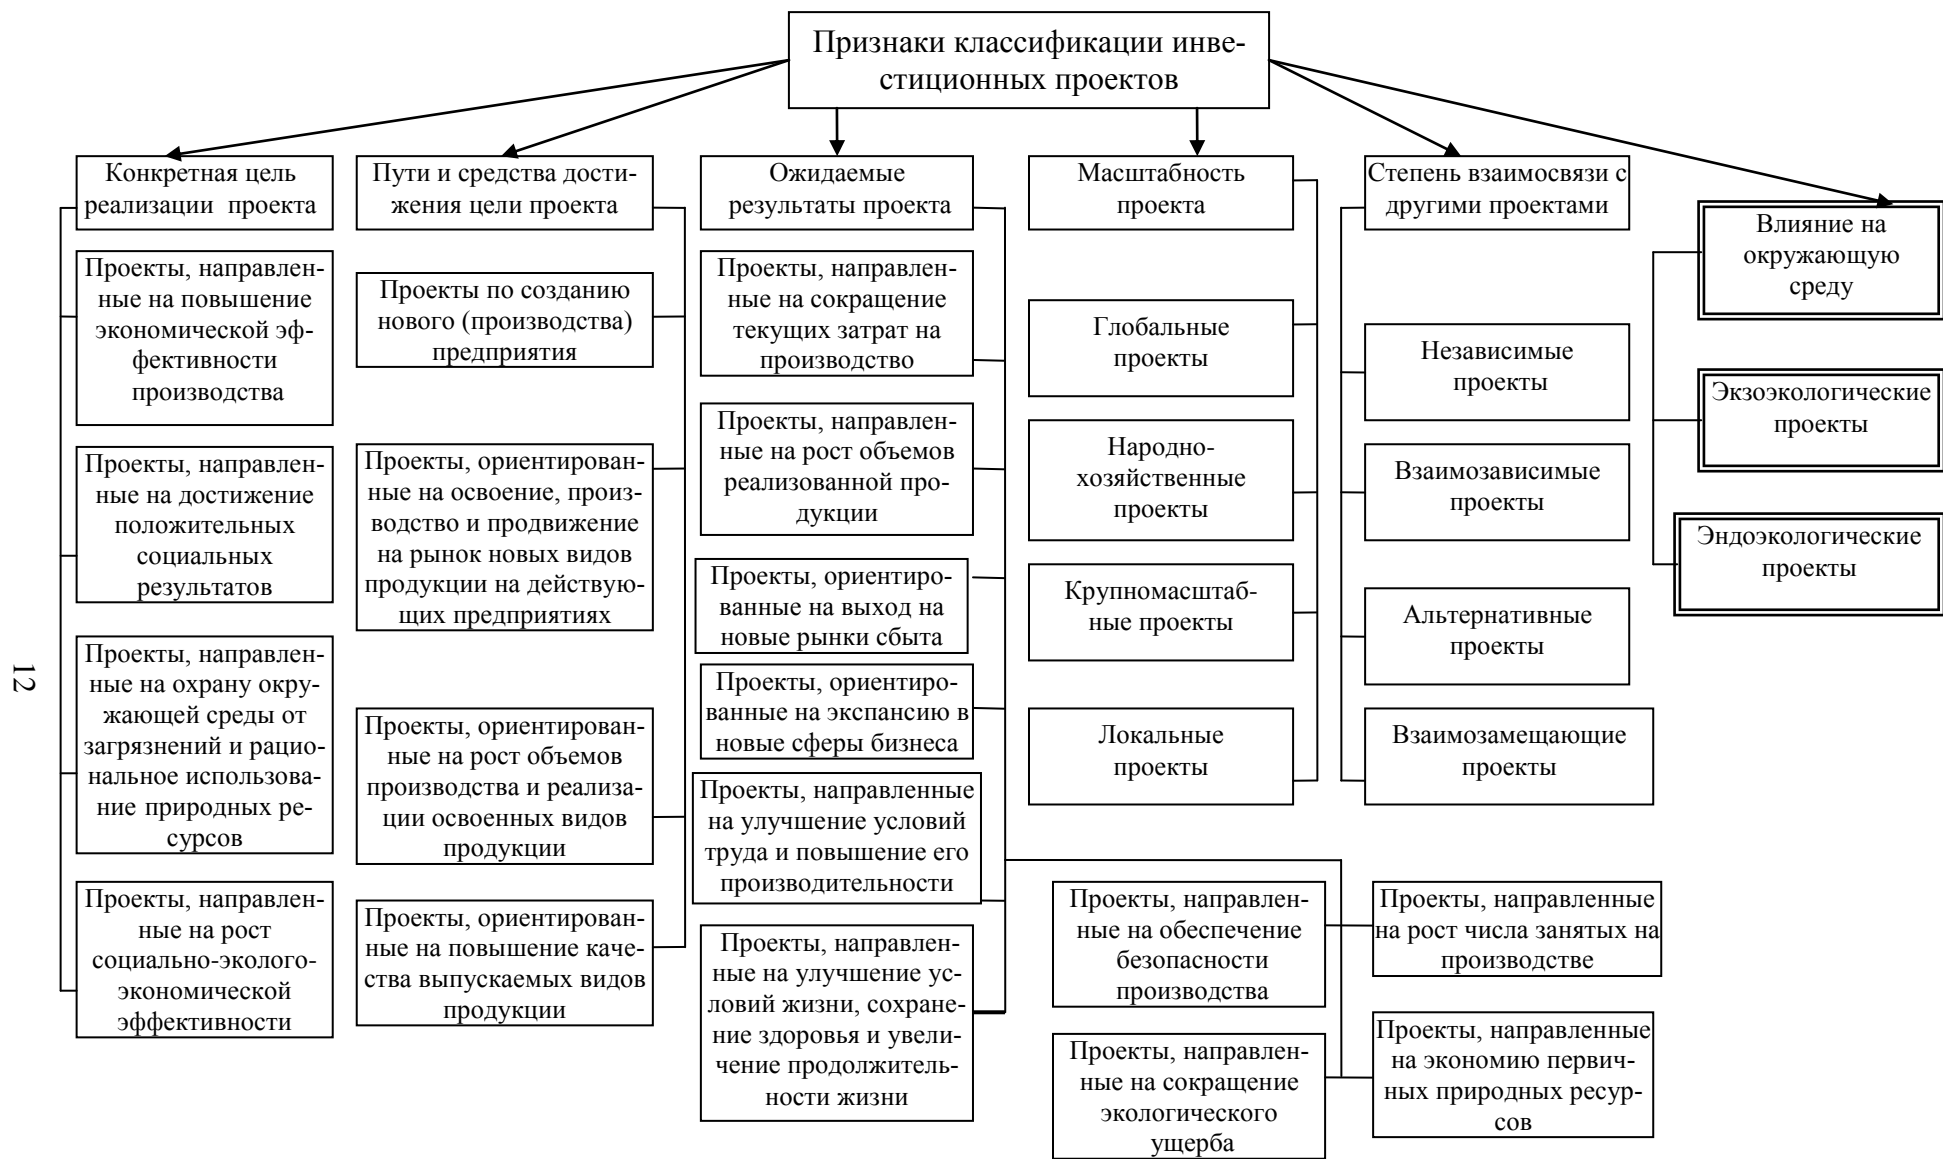 Признаки классификации инве-
стиционных проектов
Конкретная цель
реализации проекта
Проекты, направлен-
ные на повышение
экономической эф-
фективности
производства
Проекты, направлен-
ные на достижение
положительных
социальных
результатов
Проекты, направлен-
ные на охрану окру-
жающей среды от
загрязнений и рацио-
нальное использова-
ние природных ре-
сурсов
Проекты, направлен-
ные на рост
социально-эколого-
экономической
эффективности
Пути и средства дости-
жения цели проекта
Проекты по созданию
нового (производства)
предприятия
Проекты, ориентирован-
ные на освоение, произ-
водство и продвижение
на рынок новых видов
продукции на действую-
щих предприятиях
Проекты, ориентирован-
ные на рост объемов
производства и реализа-
ции освоенных видов
продукции
Проекты, ориентирован-
ные на повышение каче-
ства выпускаемых видов
продукции
Ожидаемые
результаты проекта
Проекты, направлен-
ные на сокращение
текущих затрат на
производство
Проекты, направлен-
ные на рост объемов
реализованной про-
дукции
Проекты, ориентиро-
ванные на выход на
новые рынки сбыта
Проекты, ориентиро-
ванные на экспансию в
новые сферы бизнеса
Проекты, направленные
на улучшение условий
труда и повышение его
производительности
Проекты, направлен-
ные на улучшение ус-
ловий жизни, сохране-
ние здоровья и увели-
чение продолжитель-
ности жизни
Проекты, направлен-
ные на обеспечение
безопасности
производства
Проекты, направленные
на рост числа занятых на
производстве
Проекты, направлен-
ные на сокращение
экологического
ущерба
Проекты, направленные
на экономию первич-
ных природных ресур-
сов
Масштабность
проекта
Глобальные
проекты
Народно-
хозяйственные
проекты
Крупномасштаб-
ные проекты
Локальные
проекты
Степень взаимосвязи с
другими проектами
Независимые
проекты
Взаимозависимые
проекты
Альтернативные
проекты
Взаимозамещающие
проекты
Влияние на
окружающую
среду
Экзоэкологические
проекты
Эндоэкологические
проекты
12